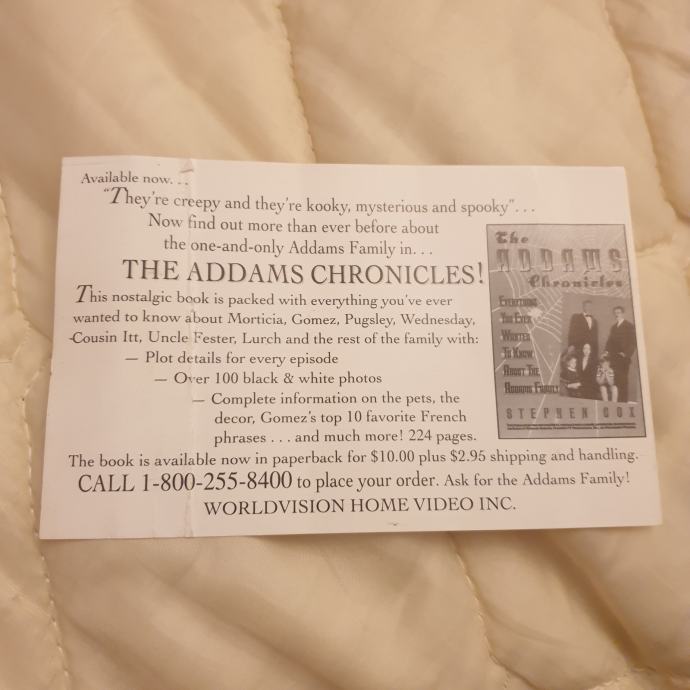 Available now. . .
"They're creepy and they're kooky, mysterious and spooky". . .
Now find out more than ever before about
the one-and-only Addams Family in. . .
THE ADDAMS CHRONICLES!
This nostalgic book is packed with everything you've ever
wanted to know about Morticia, Gomez, Pugsley, Wednesday,
Cousin Itt, Uncle Fester, Lurch and the rest of the family with:
— Plot details for every episode
— Over 100 black & white photos
— Complete information on the pets, the
decor, Gomez's top 10 favorite French
phrases . . . and much more! 224 pages.
The book is available now in paperback for $10.00 plus $2.95 shipping and handling.
CALL 1-800-255-8400 to place your order. Ask for the Addams Family!
WORLDVISION HOME VIDEO INC.
The
ADDAMS
Chronicles
EVERYTHING
YOU EVER
WANTED
TO KNOW
ABOUT THE
ADDAMS FAMILY
STEPHEN COX